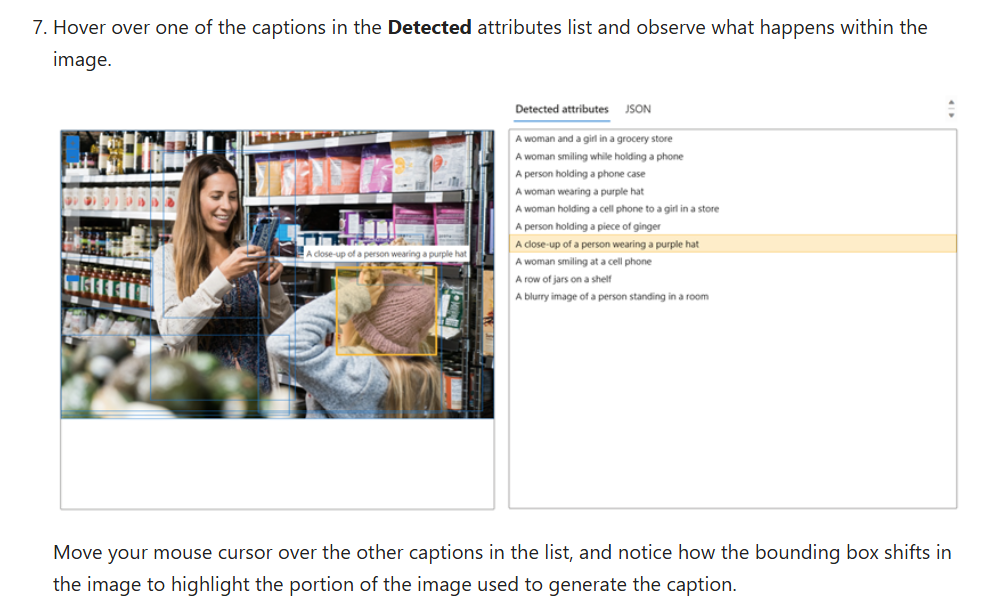 7. Hover over one of the captions in the Detected attributes list and observe what happens within the
image.
Detected attributes JSON
A woman and a girl in a grocery store
A woman smiling while holding a phone
A person holding a phone case
A woman wearing a purple hat
A woman holding a cell phone to a girl in a store
A person holding a piece of ginger
A close-up of a person wearing a purple hat
A woman smiling at a cell phone
A row of jars on a shelf
A blurry image of a person standing in a room
A close-up of a person wearing a purple hat
Move your mouse cursor over the other captions in the list, and notice how the bounding box shifts in
the image to highlight the portion of the image used to generate the caption.